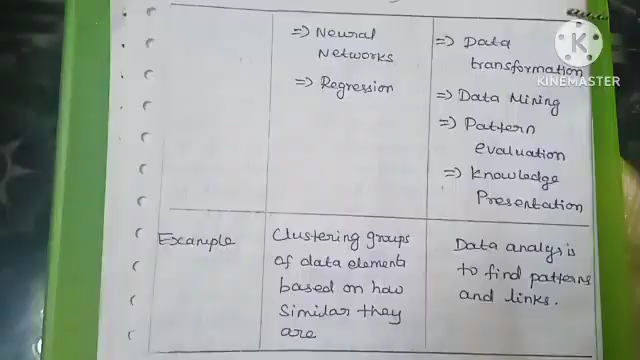 => Neural
Networks
=> Regression
=> Data
transformation
=> Data Mining
=> Pattern
evaluation
=> knowledge
Presentation
Example
Clustering groups
of data elements
based on how
similar they
are
Data analysis
to find patterns
and links.
K
KINEMASTER